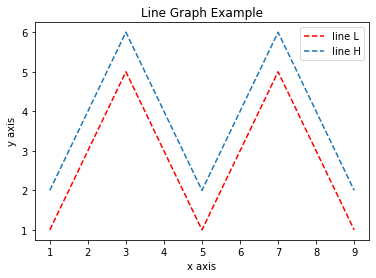 Line Graph Example
line L
line H
6
5
4
3
2
1
y axis
1 2 3 4 5 6 7 8 9
x axis